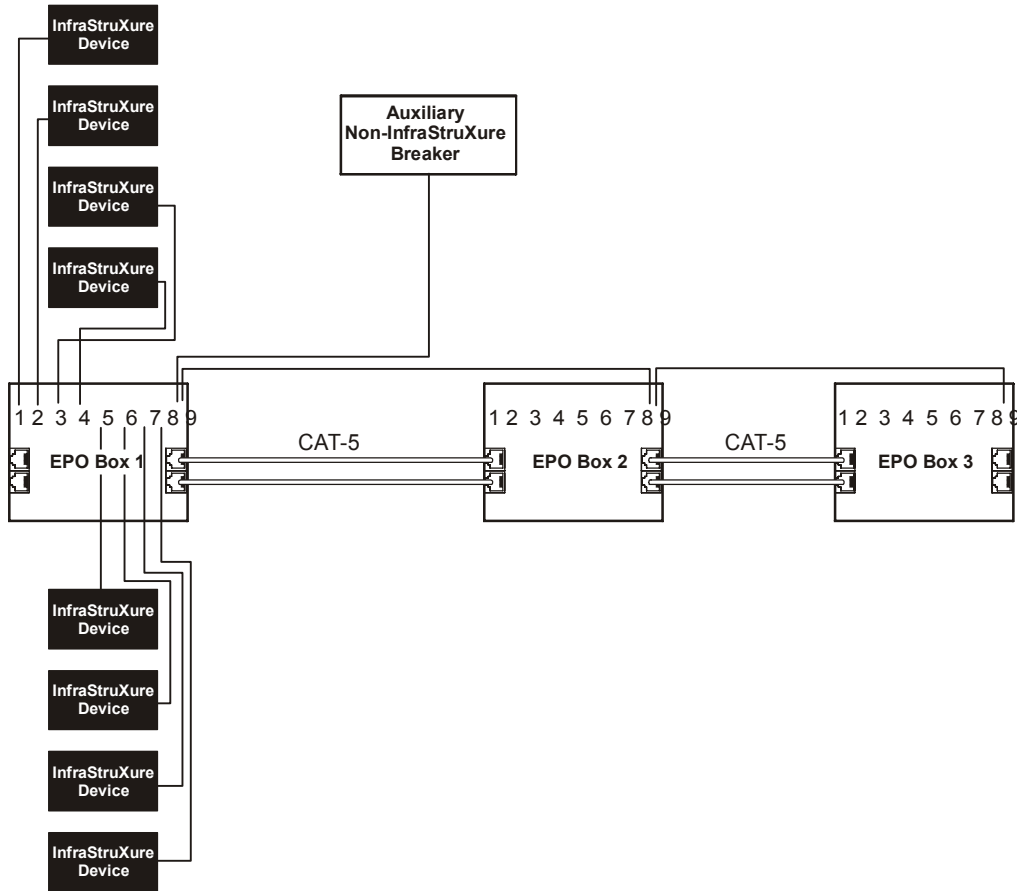 InfraStruXure
Device
InfraStruXure
Device
InfraStruXure
Device
InfraStruXure
Device
Auxiliary
Non-InfraStruXure
Breaker
1 2 3 4 5 6 7 8 9
EPO Box 1
CAT-5
1 2 3 4 5 6 7 8 9
EPO Box 2
CAT-5
1 2 3 4 5 6 7 8 9
EPO Box 3
InfraStruXure
Device
InfraStruXure
Device
InfraStruXure
Device
InfraStruXure
Device